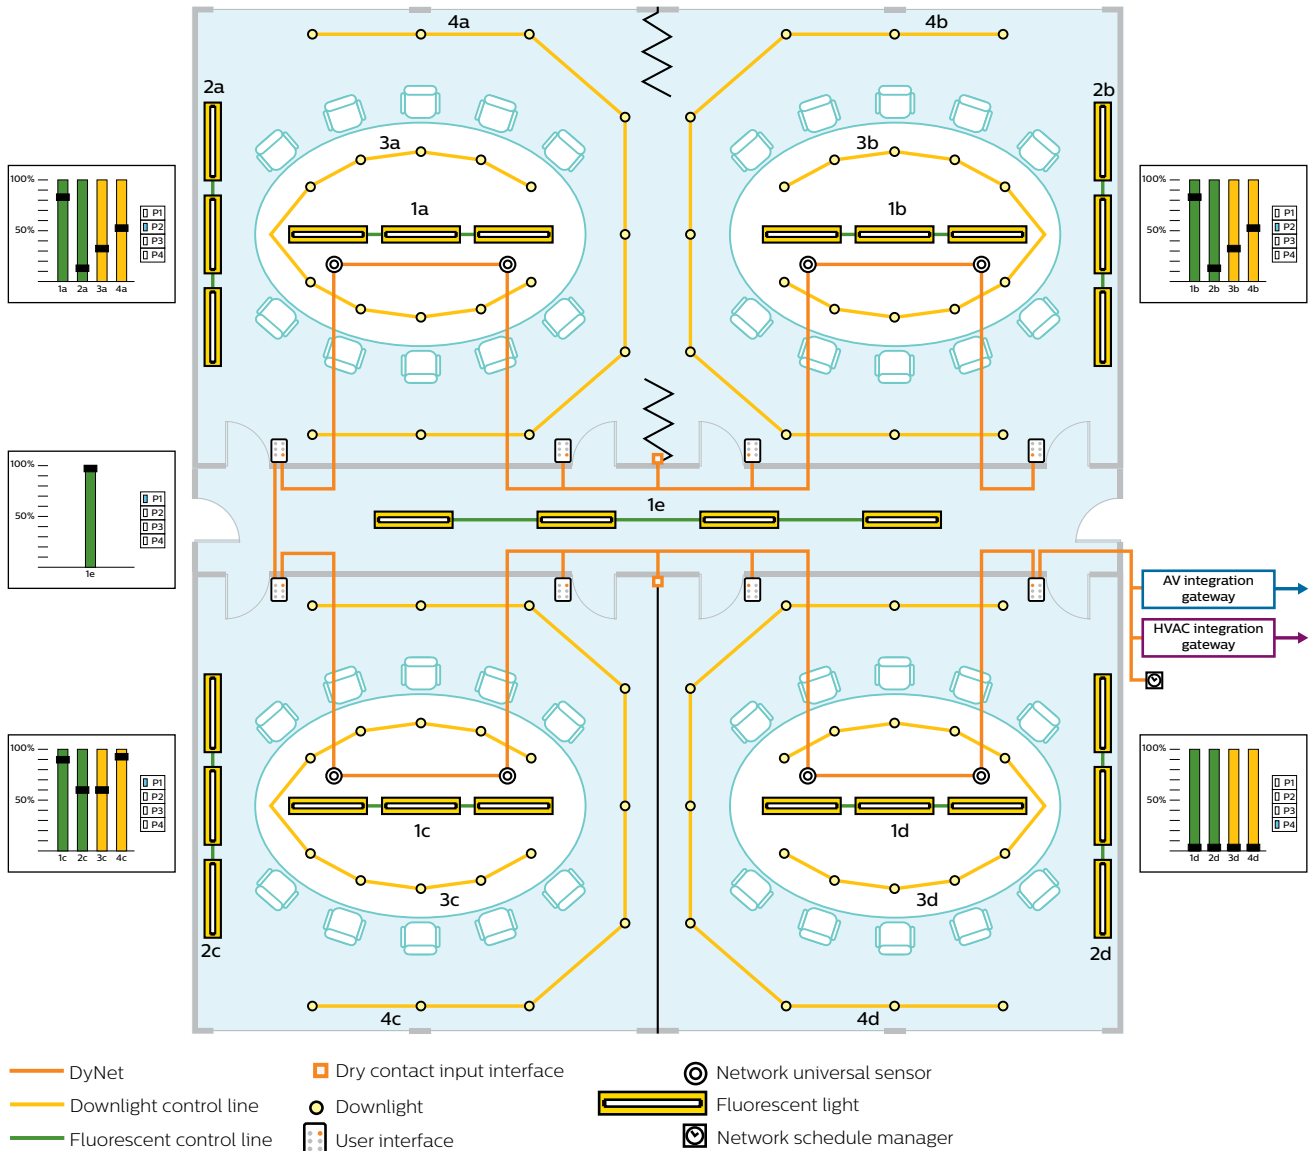 4a
4b
2a
2b
3a
3b
1a
1b
100%
50%
1a 2a 3a 4a
P1
P2
P3
P4
100%
50%
1b 2b 3b 4b
P1
P2
P3
P4
100%
50%
1e
P1
P2
P3
P4
1e
AV integration
gateway
HVAC integration
gateway
100%
50%
1c 2c 3c 4c
P1
P2
P3
P4
100%
50%
1d 2d 3d 4d
P1
P2
P3
P4
1c
1d
3c
3d
2c
2d
4c
4d
DyNet
Downlight control line
Fluorescent control line
Dry contact input interface
Downlight
User interface
Network universal sensor
Fluorescent light
Network schedule manager